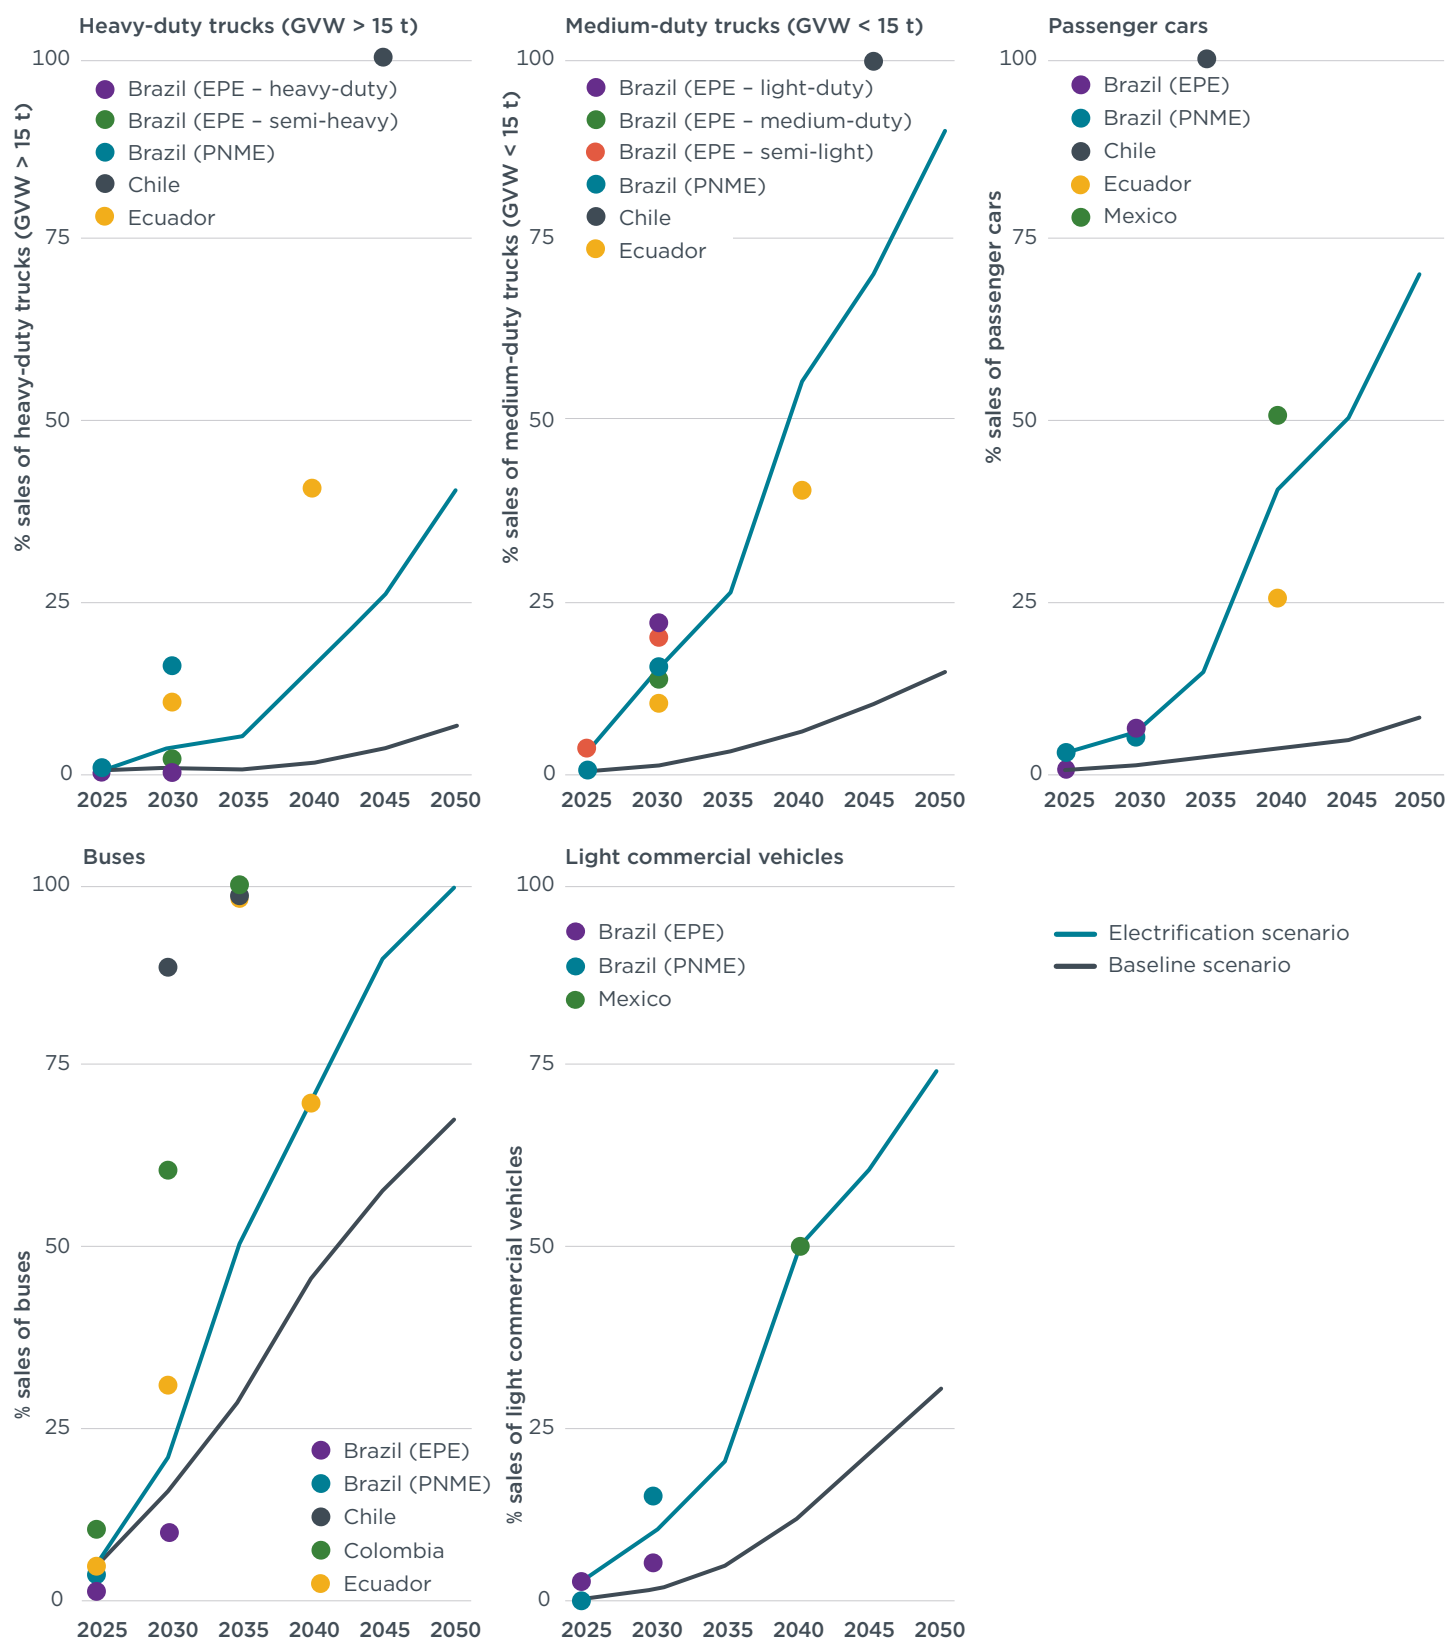 Heavy-duty trucks (GVW > 15 t)
% sales of heavy-duty trucks (GVW > 15 t)
100
75
50
25
0
Brazil (EPE – heavy-duty)
Brazil (EPE – semi-heavy)
Brazil (PNME)
Chile
Ecuador
2025 2030 2035 2040 2045 2050
Medium-duty trucks (GVW < 15 t)
% sales of medium-duty trucks (GVW < 15 t)
100
75
50
25
0
Brazil (EPE – light-duty)
Brazil (EPE – medium-duty)
Brazil (EPE – semi-light)
Brazil (PNME)
Chile
Ecuador
2025 2030 2035 2040 2045 2050
Passenger cars
% sales of passenger cars
100
75
50
25
0
Brazil (EPE)
Brazil (PNME)
Chile
Ecuador
Mexico
2025 2030 2035 2040 2045 2050
Buses
% sales of buses
100
75
50
25
0
Brazil (EPE)
Brazil (PNME)
Chile
Colombia
Ecuador
2025 2030 2035 2040 2045 2050
Light commercial vehicles
% sales of light commercial vehicles
100
75
50
25
0
Brazil (EPE)
Brazil (PNME)
Mexico
2025 2030 2035 2040 2045 2050
Electrification scenario
Baseline scenario